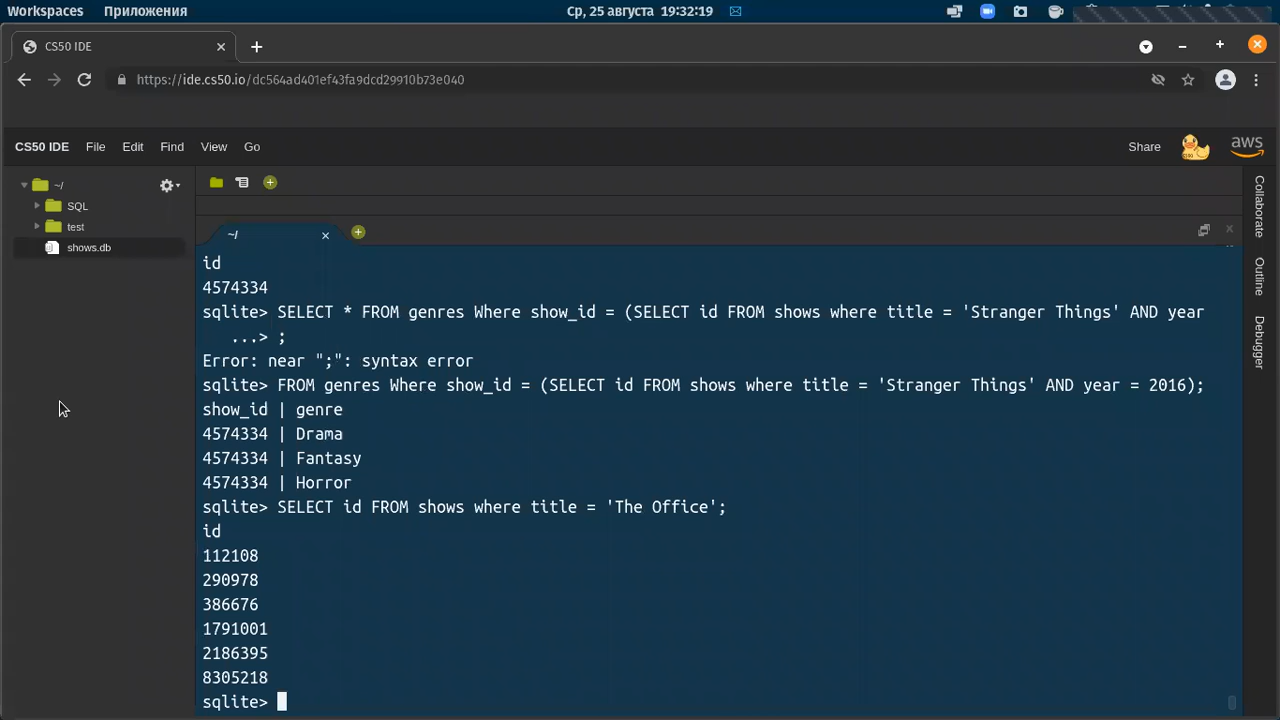 Workspaces Приложения Ср, 25 августа 19:32:19
CS50 IDE
https://ide.cs50.io/dc564ad401ef43fa9dcd29910b73e040
CS50 IDE File Edit Find View Go Share aws
~/
SQL
test
shows.db
~/
id
4574334
sqlite> SELECT * FROM genres Where show_id = (SELECT id FROM shows where title = 'Stranger Things' AND year
...> ;
Error: near ";": syntax error
sqlite> FROM genres Where show_id = (SELECT id FROM shows where title = 'Stranger Things' AND year = 2016);
show_id | genre
4574334 | Drama
4574334 | Fantasy
4574334 | Horror
sqlite> SELECT id FROM shows where title = 'The Office';
id
112108
290978
386676
1791001
2186395
8305218
sqlite>
Collaborate
Outline
Debugger